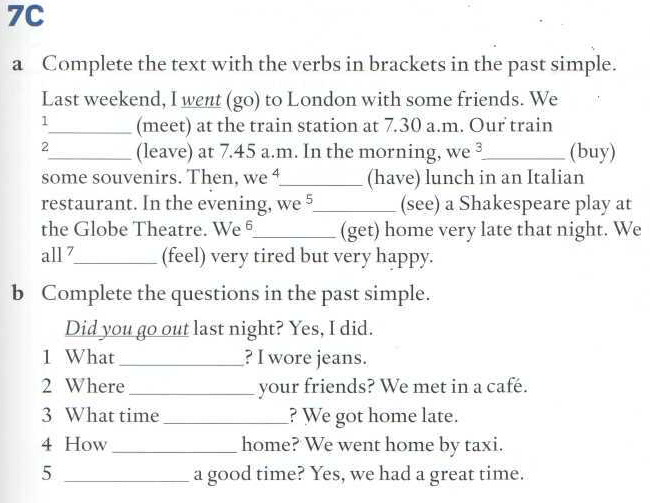 7C
a Complete the text with the verbs in brackets in the past simple.
Last weekend, I went (go) to London with some friends. We
1________ (meet) at the train station at 7.30 a.m. Our train
2________ (leave) at 7.45 a.m. In the morning, we 3________ (buy)
some souvenirs. Then, we 4________ (have) lunch in an Italian
restaurant. In the evening, we 5________ (see) a Shakespeare play at
the Globe Theatre. We 6________ (get) home very late that night. We
all 7________ (feel) very tired but very happy.
b Complete the questions in the past simple.
Did you go out last night? Yes, I did.
1 What ____________? I wore jeans.
2 Where ____________ your friends? We met in a café.
3 What time ____________? We got home late.
4 How ____________ home? We went home by taxi.
5 ____________ a good time? Yes, we had a great time.